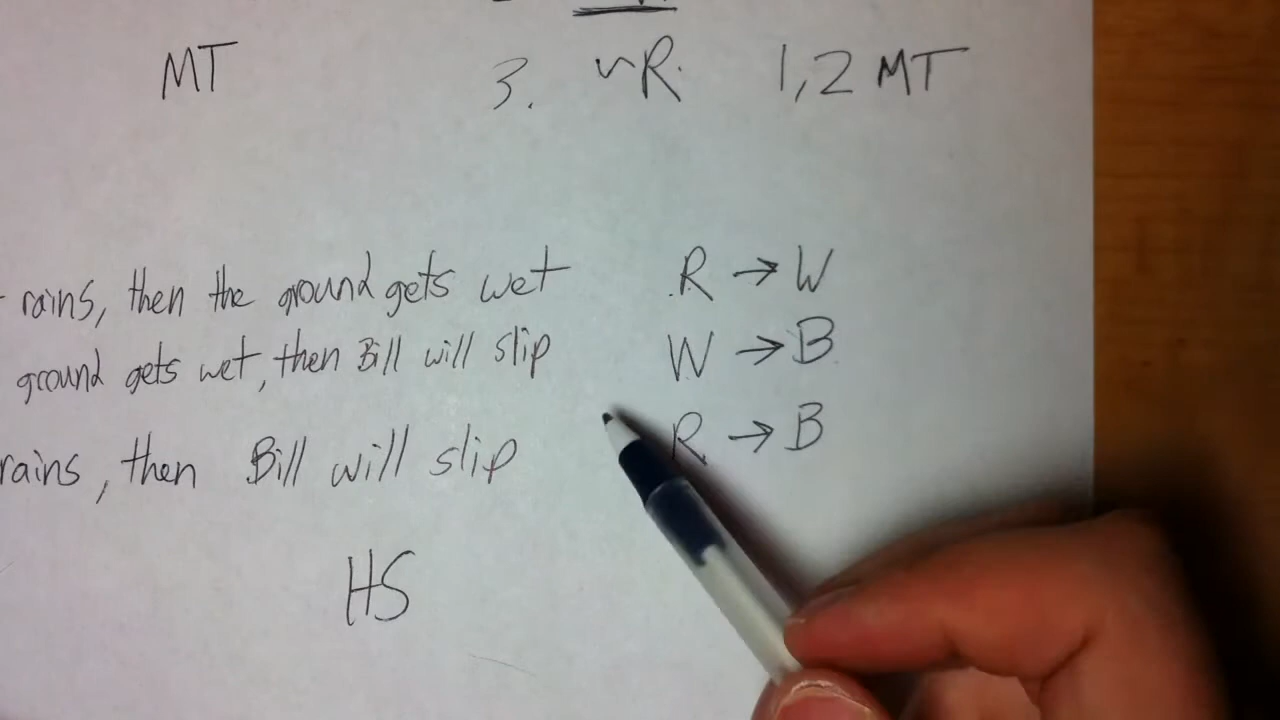 MT 3. ~R 1,2 MT
rains, then the ground gets wet R → W
ground gets wet, then Bill will slip W → B
rains, then Bill will slip R → B
HS